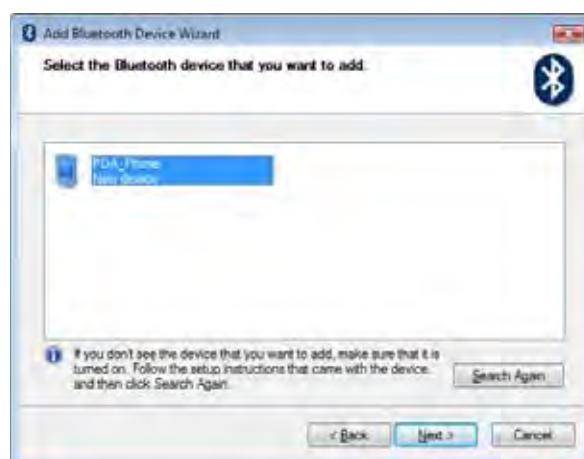 Add Bluetooth Device Wizard
Select the Bluetooth device that you want to add.
PDA_Phone
New device
If you don't see the device that you want to add, make sure that it is
turned on. Follow the setup instructions that came with the device,
and then click Search Again.
Search Again
< Back
Next >
Cancel